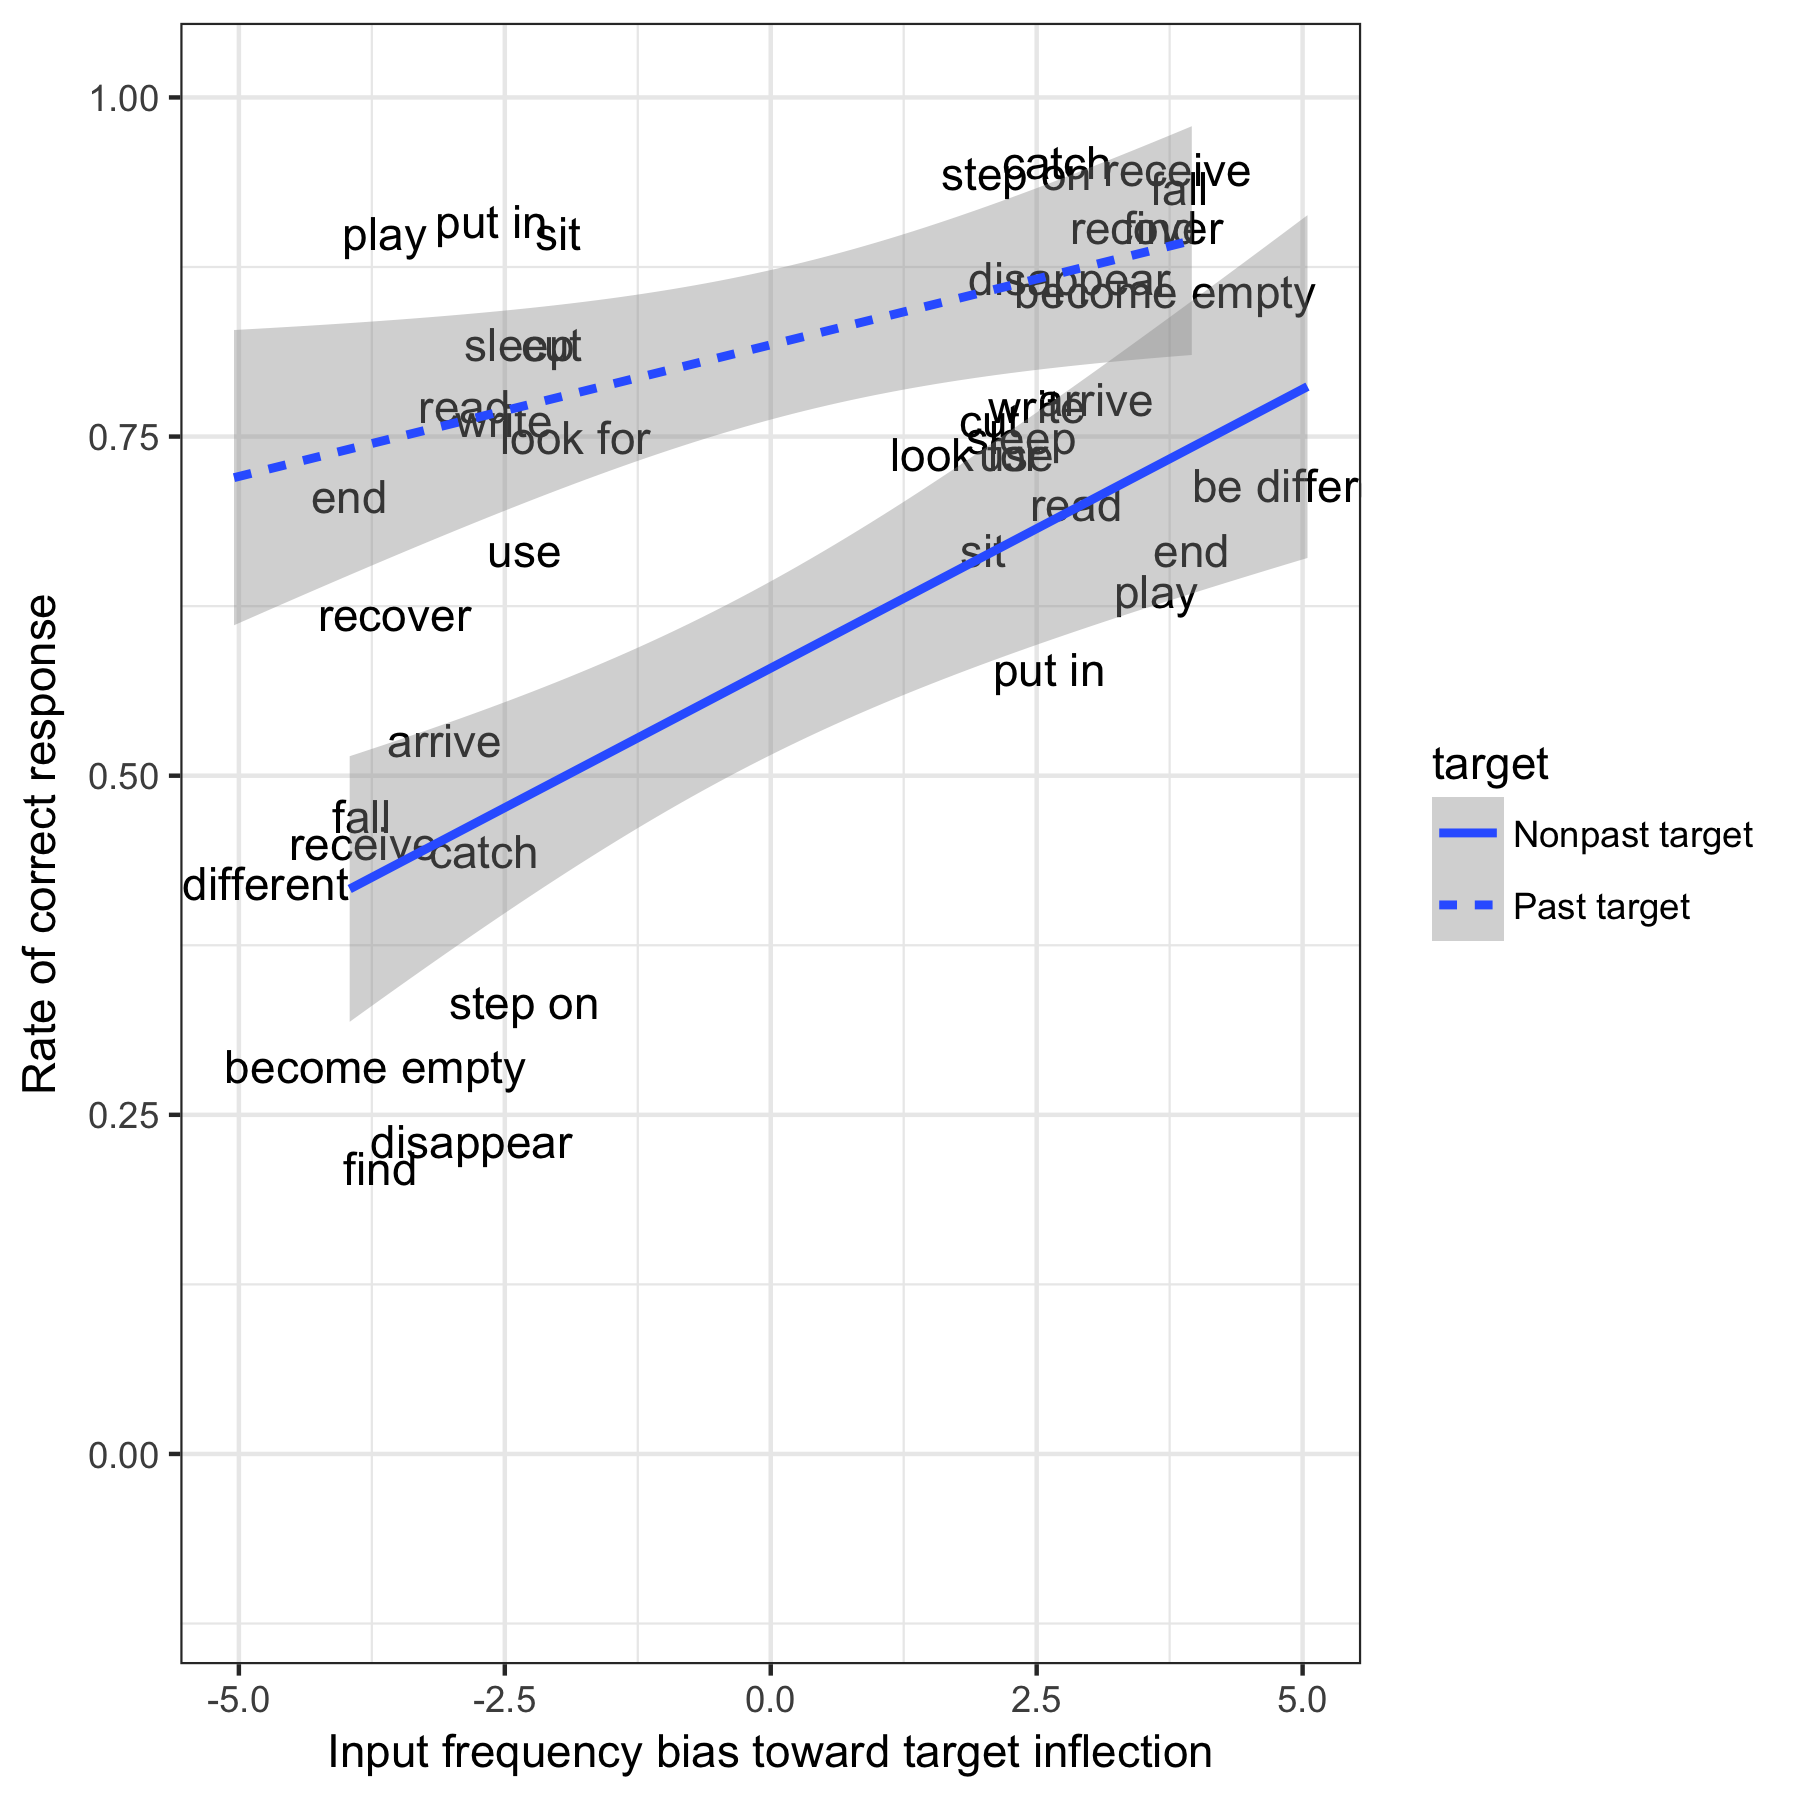 1.00
catch
step on
receive
fall
play
put in
sit
recover
find
disappear
become empty
sleep
cut
read
write
look for
write
arrive
cut
sleep
look for
use
0.75
end
be differ
read
use
sit
end
recover
play
put in
arrive
0.50
fall
receive
catch
different
step on
become empty
0.25
disappear
find
0.00
-5.0
-2.5
0.0
2.5
5.0
Input frequency bias toward target inflection
Rate of correct response
target
Nonpast target
Past target